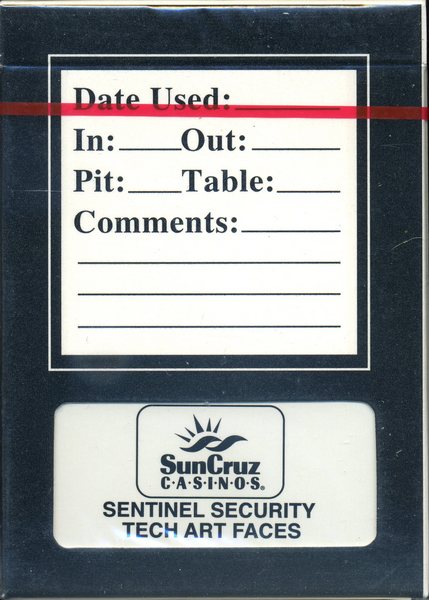 Date Used:
In: Out:
Pit: Table:
Comments:
SunCruz
C·A·S·I·N·O·S®
SENTINEL SECURITY
TECH ART FACES